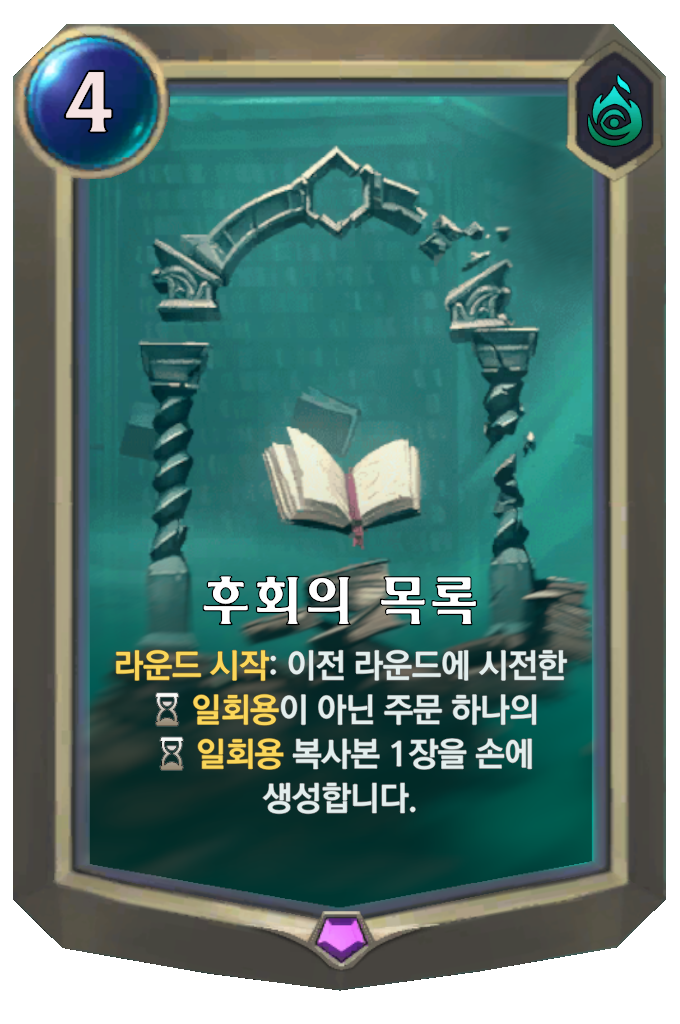 4
후회의 목록
라운드 시작: 이전 라운드에 시전한
일회용이 아닌 주문 하나의
일회용 복사본 1장을 손에
생성합니다.